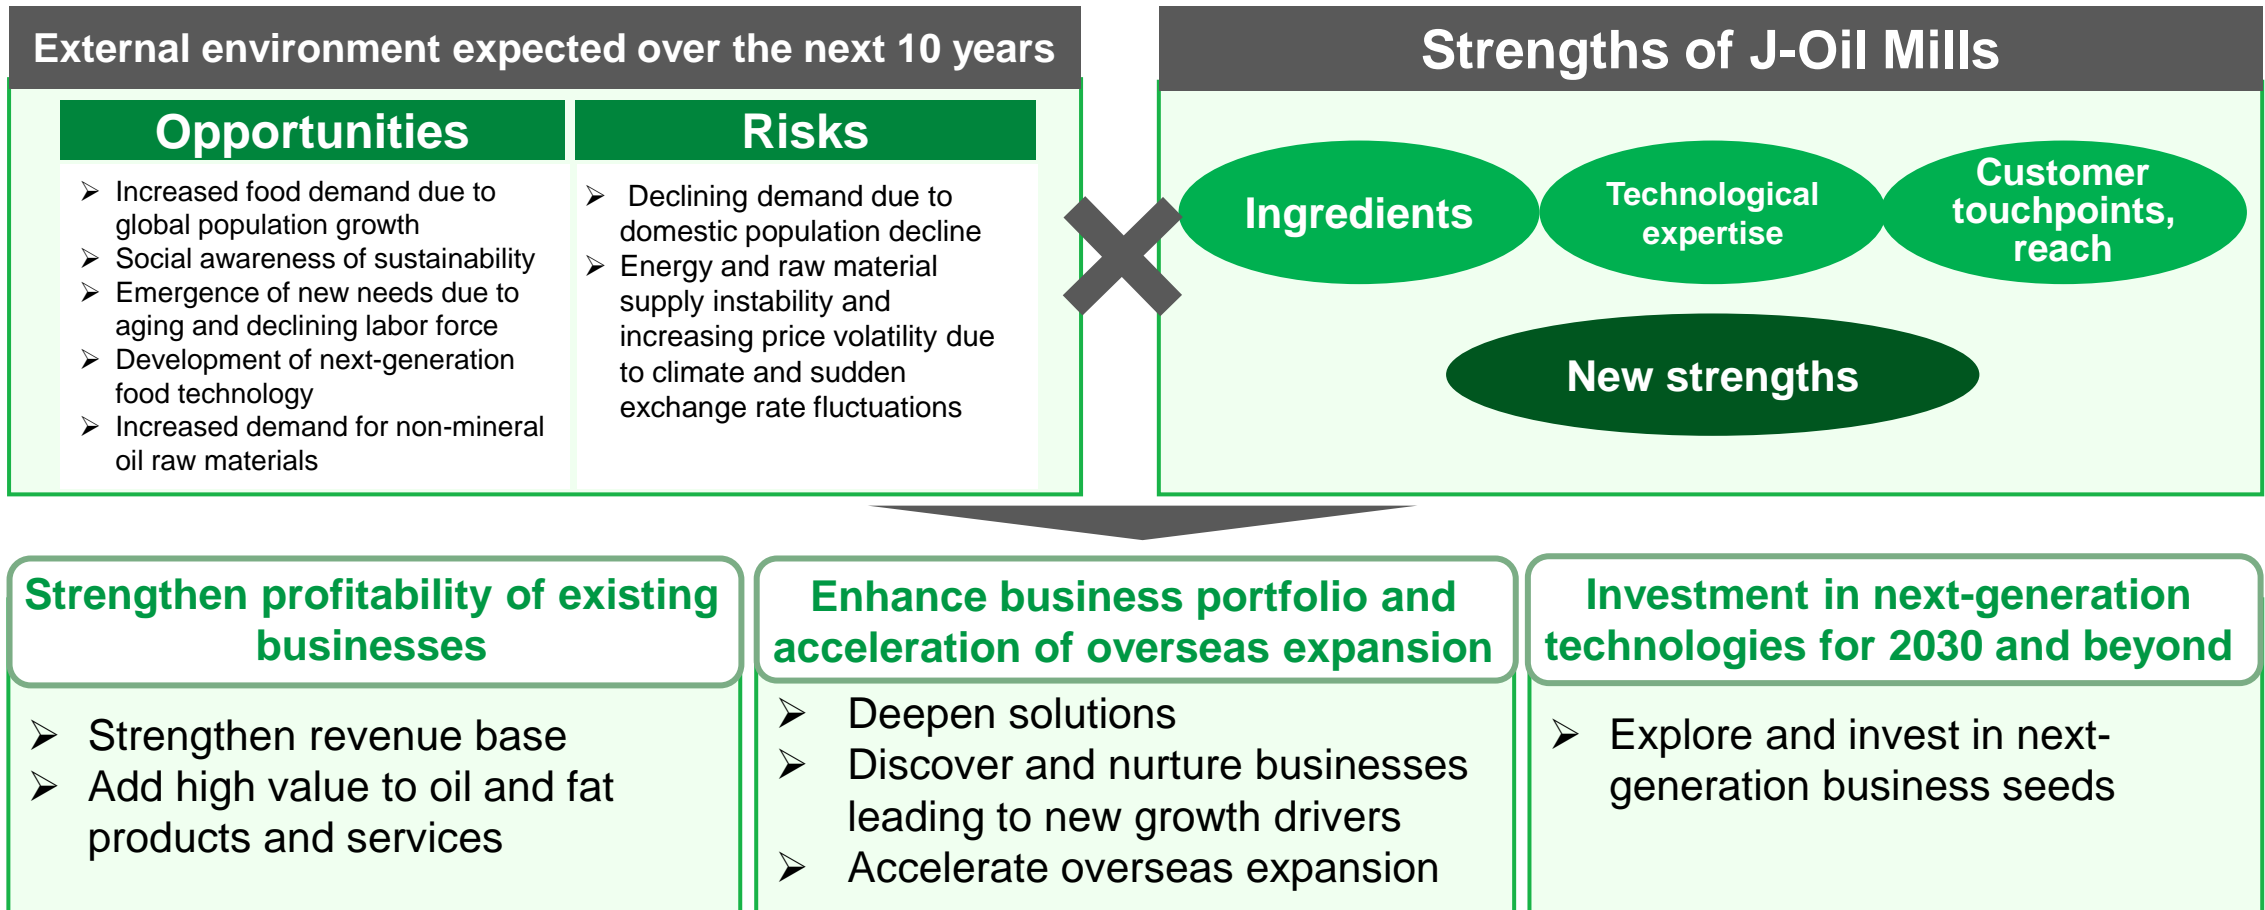 External environment expected over the next 10 years
Opportunities
➢ Increased food demand due to
global population growth
➢ Social awareness of sustainability
➢ Emergence of new needs due to
aging and declining labor force
➢ Development of next-generation
food technology
➢ Increased demand for non-mineral
oil raw materials
Risks
➢ Declining demand due to
domestic population decline
➢ Energy and raw material
supply instability and
increasing price volatility due
to climate and sudden
exchange rate fluctuations
Strengths of J-Oil Mills
Ingredients
Technological
expertise
Customer
touchpoints,
reach
New strengths
Strengthen profitability of existing
businesses
➢ Strengthen revenue base
➢ Add high value to oil and fat
products and services
Enhance business portfolio and
acceleration of overseas expansion
➢ Deepen solutions
➢ Discover and nurture businesses
leading to new growth drivers
➢ Accelerate overseas expansion
Investment in next-generation
technologies for 2030 and beyond
➢ Explore and invest in next-
generation business seeds